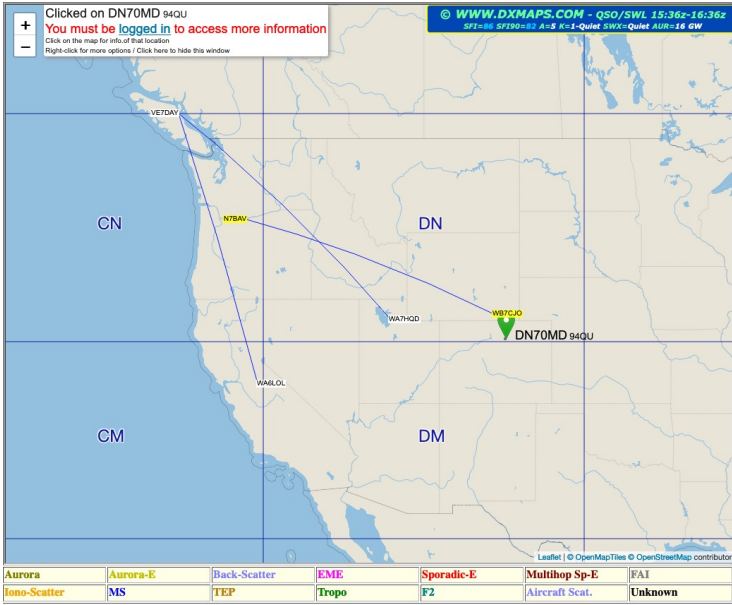 +
−
Clicked on DN70MD 94QU
You must be logged in to access more information
Click on the map for info.of that location
Right-click for more options / Click here to hide this window
© WWW.DXMAPS.COM - QSO/SWL 15:36z-16:36z
SFI=86 SFI90=82 A=5 K=1-Quiet SWX=Quiet AUR=16 GW
VE7DAY
N7BAV
CN
DN
WB7CJO
WA7HQD
DN70MD 94QU
WA6LOL
CM
DM
Leaflet | © OpenMapTiles © OpenStreetMap contributor
Aurora Aurora-E Back-Scatter EME Sporadic-E Multihop Sp-E FAI
Iono-Scatter MS TEP Tropo F2 Aircraft Scat. Unknown